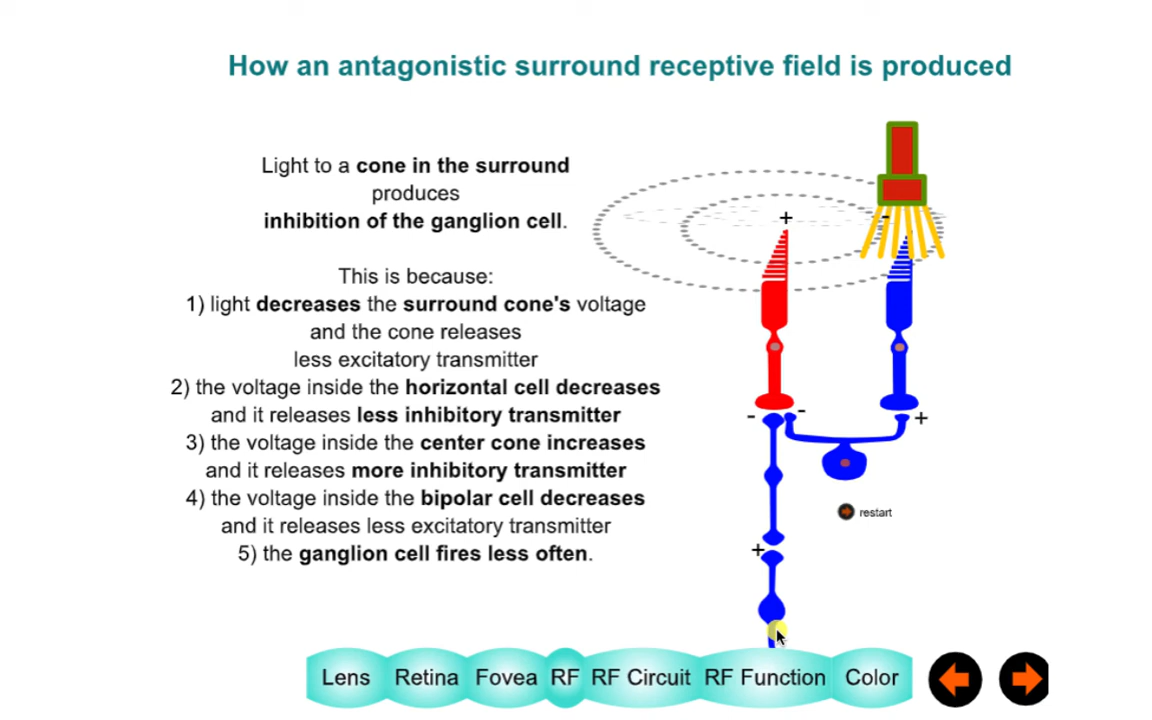 How an antagonistic surround receptive field is produced
Light to a cone in the surround
produces
inhibition of the ganglion cell.
This is because:
1) light decreases the surround cone's voltage
and the cone releases
less excitatory transmitter
2) the voltage inside the horizontal cell decreases
and it releases less inhibitory transmitter
3) the voltage inside the center cone increases
and it releases more inhibitory transmitter
4) the voltage inside the bipolar cell decreases
and it releases less excitatory transmitter
5) the ganglion cell fires less often.
+ -
- - +
restart
+
Lens Retina Fovea RF RF Circuit RF Function Color